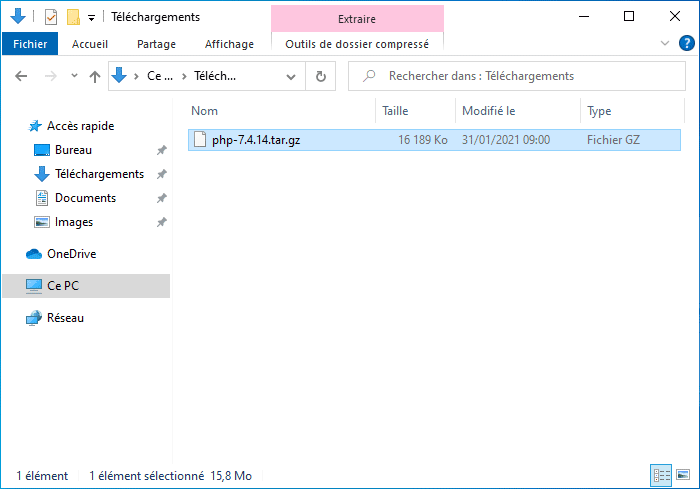 Téléchargements
Extraire
Fichier Accueil Partage Affichage Outils de dossier compressé
Ce ... Téléch... Rechercher dans : Téléchargements
Nom Taille Modifié le Type
php-7.4.14.tar.gz 16 189 Ko 31/01/2021 09:00 Fichier GZ
Accès rapide
Bureau
Téléchargements
Documents
Images
OneDrive
Ce PC
Réseau
1 élément 1 élément sélectionné 15,8 Mo